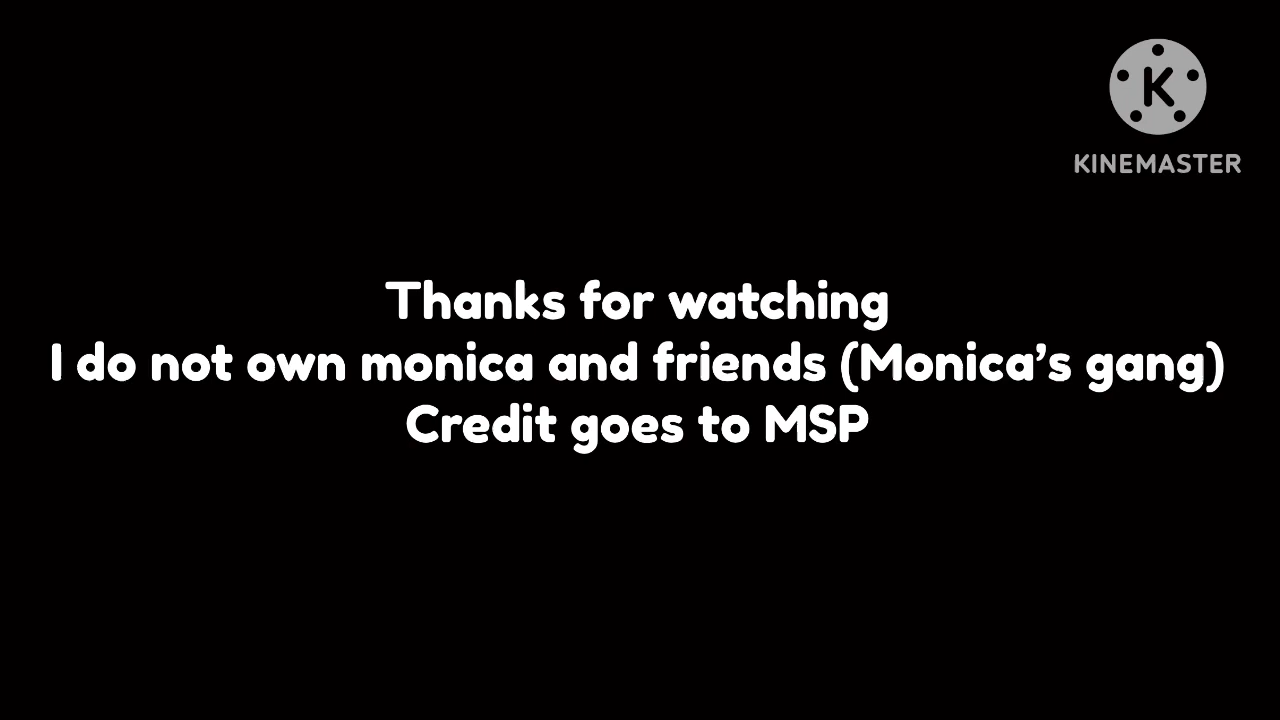 K
KINEMASTER
Thanks for watching
I do not own monica and friends (Monica’s gang)
Credit goes to MSP